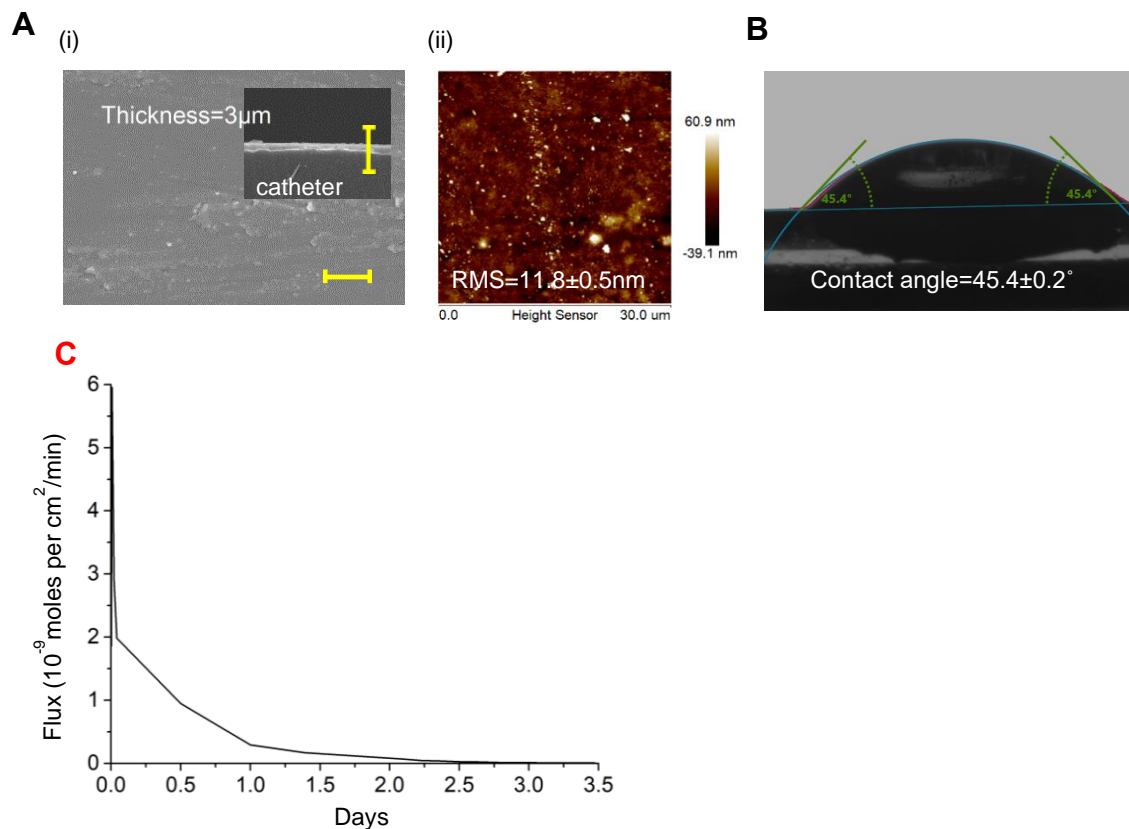 A
(i)
Thickness=3μm
catheter
(ii)
60.9 nm
-39.1 nm
RMS=11.8±0.5nm
0.0 Height Sensor 30.0 um
B
45.4° 45.4°
Contact angle=45.4±0.2°
C
Flux (10⁻⁹ moles per cm²/min)
6
5
4
3
2
1
0
0.0 0.5 1.0 1.5 2.0 2.5 3.0 3.5
Days